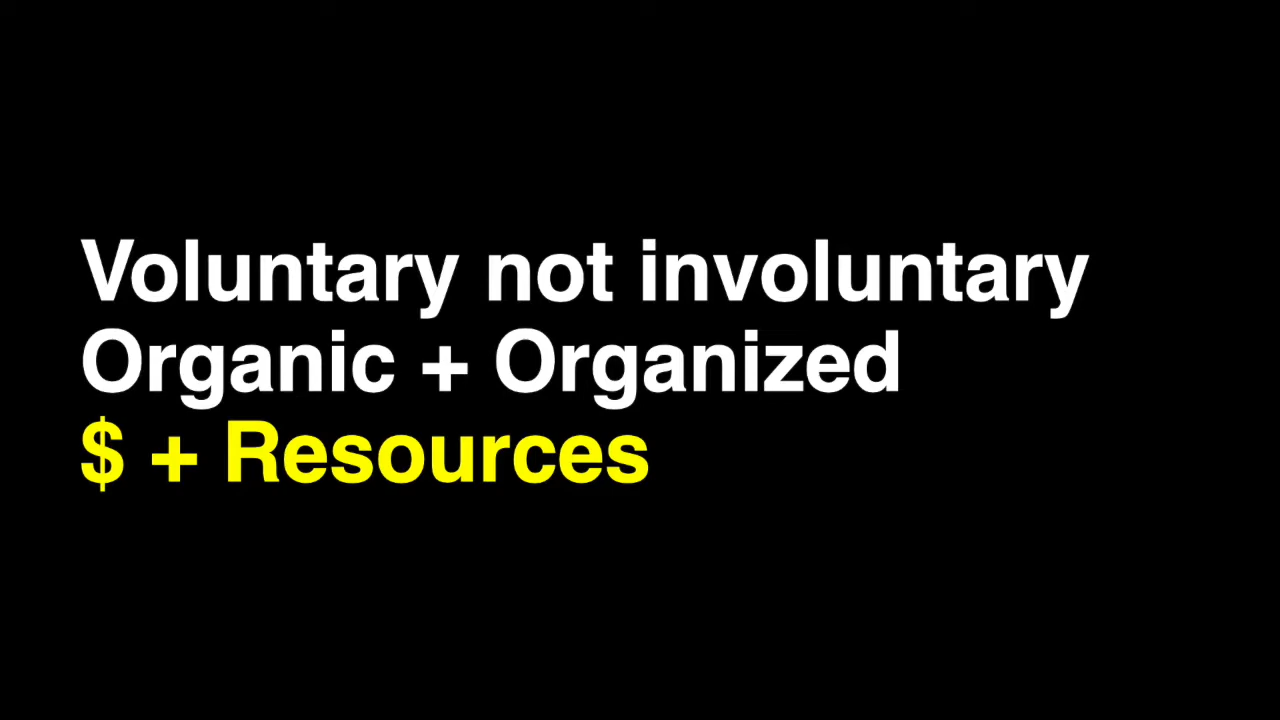 Voluntary not involuntary
Organic + Organized
$ + Resources